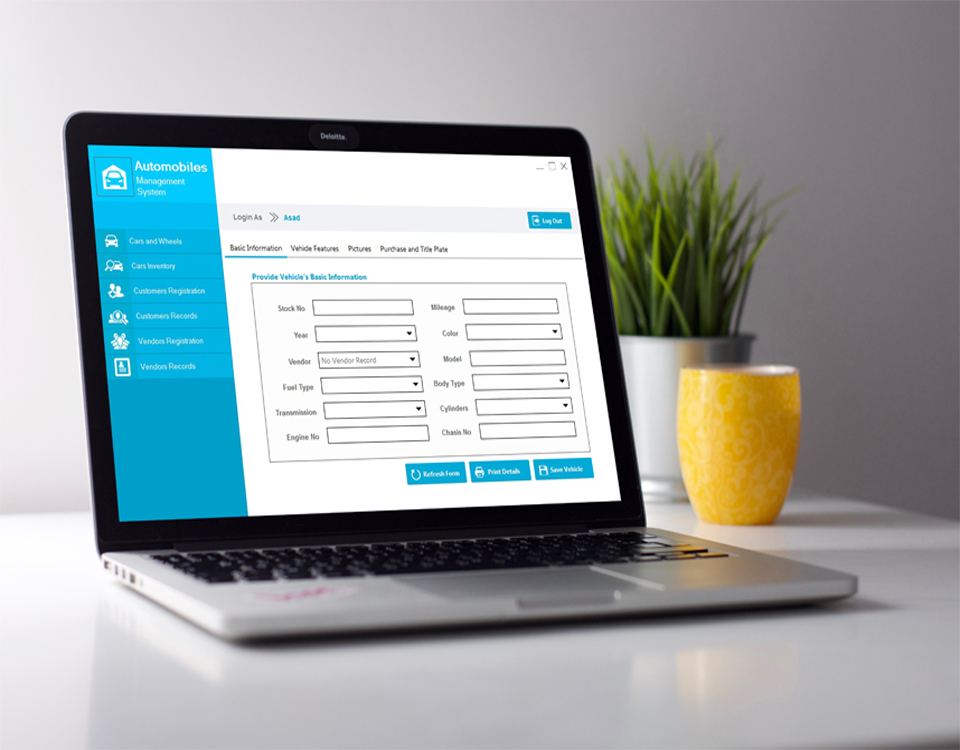 Deloitte.
Automobiles
Management
System
Login As
Asad
Log Out
Cars and Wheels
Cars Inventory
Customers Registration
Customers Records
Vendors Registration
Vendors Records
Basic Information Vehicle Features Pictures Purchase and Title Plate
Provide Vehicle's Basic Information
Stock No
Mileage
Year
Color
Vendor No Vendor Record
Model
Fuel Type
Body Type
Transmission
Cylinders
Engine No
Chasis No
Refresh Form
Print Details
Save Vehicle